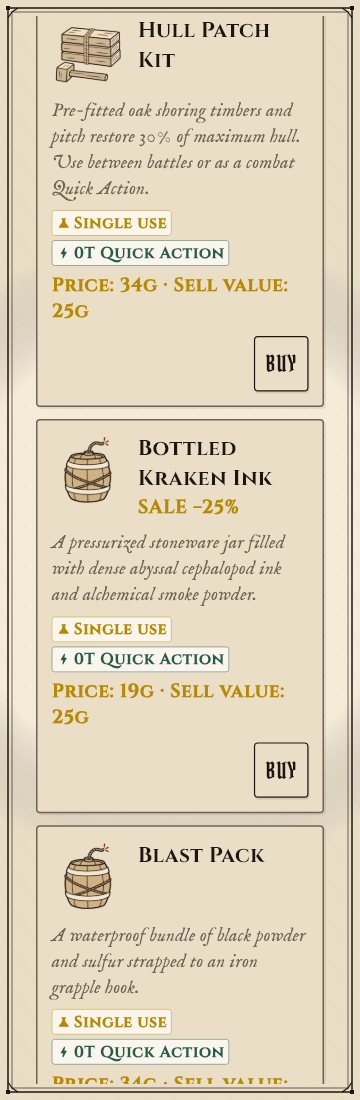 Hull Patch
Kit
Pre-fitted oak shoring timbers and
pitch restore 30% of maximum hull.
Use between battles or as a combat
Quick Action.
Single use
0T Quick Action
Price: 34g · Sell value:
25g
BUY
Bottled
Kraken Ink
SALE -25%
A pressurized stoneware jar filled
with dense abyssal cephalopod ink
and alchemical smoke powder.
Single use
0T Quick Action
Price: 19g · Sell value:
25g
BUY
Blast Pack
A waterproof bundle of black powder
and sulfur strapped to an iron
grapple hook.
Single use
0T Quick Action
Price: 34g · Sell value: